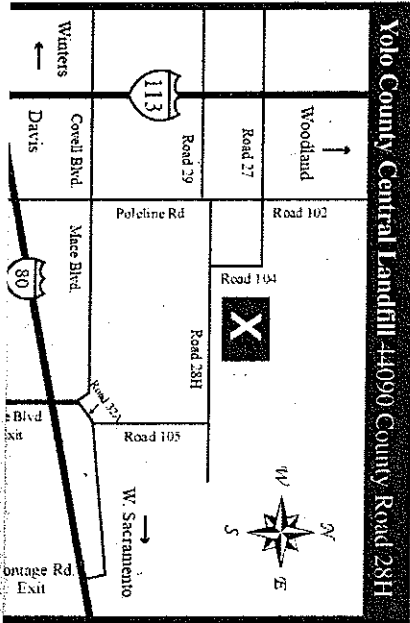 Yolo County Central Landfill 44090 County Road 28H
Woodland
Winters
113
Road 27
Road 29
Covell Blvd.
Davis
Road 102
Poleline Rd
Road 104
X
Road 28H
Mace Blvd.
80
Road 32A
Road 105
e Blvd
xit
W. Sacramento
ontage Rd.
Exit
N
W
E
S